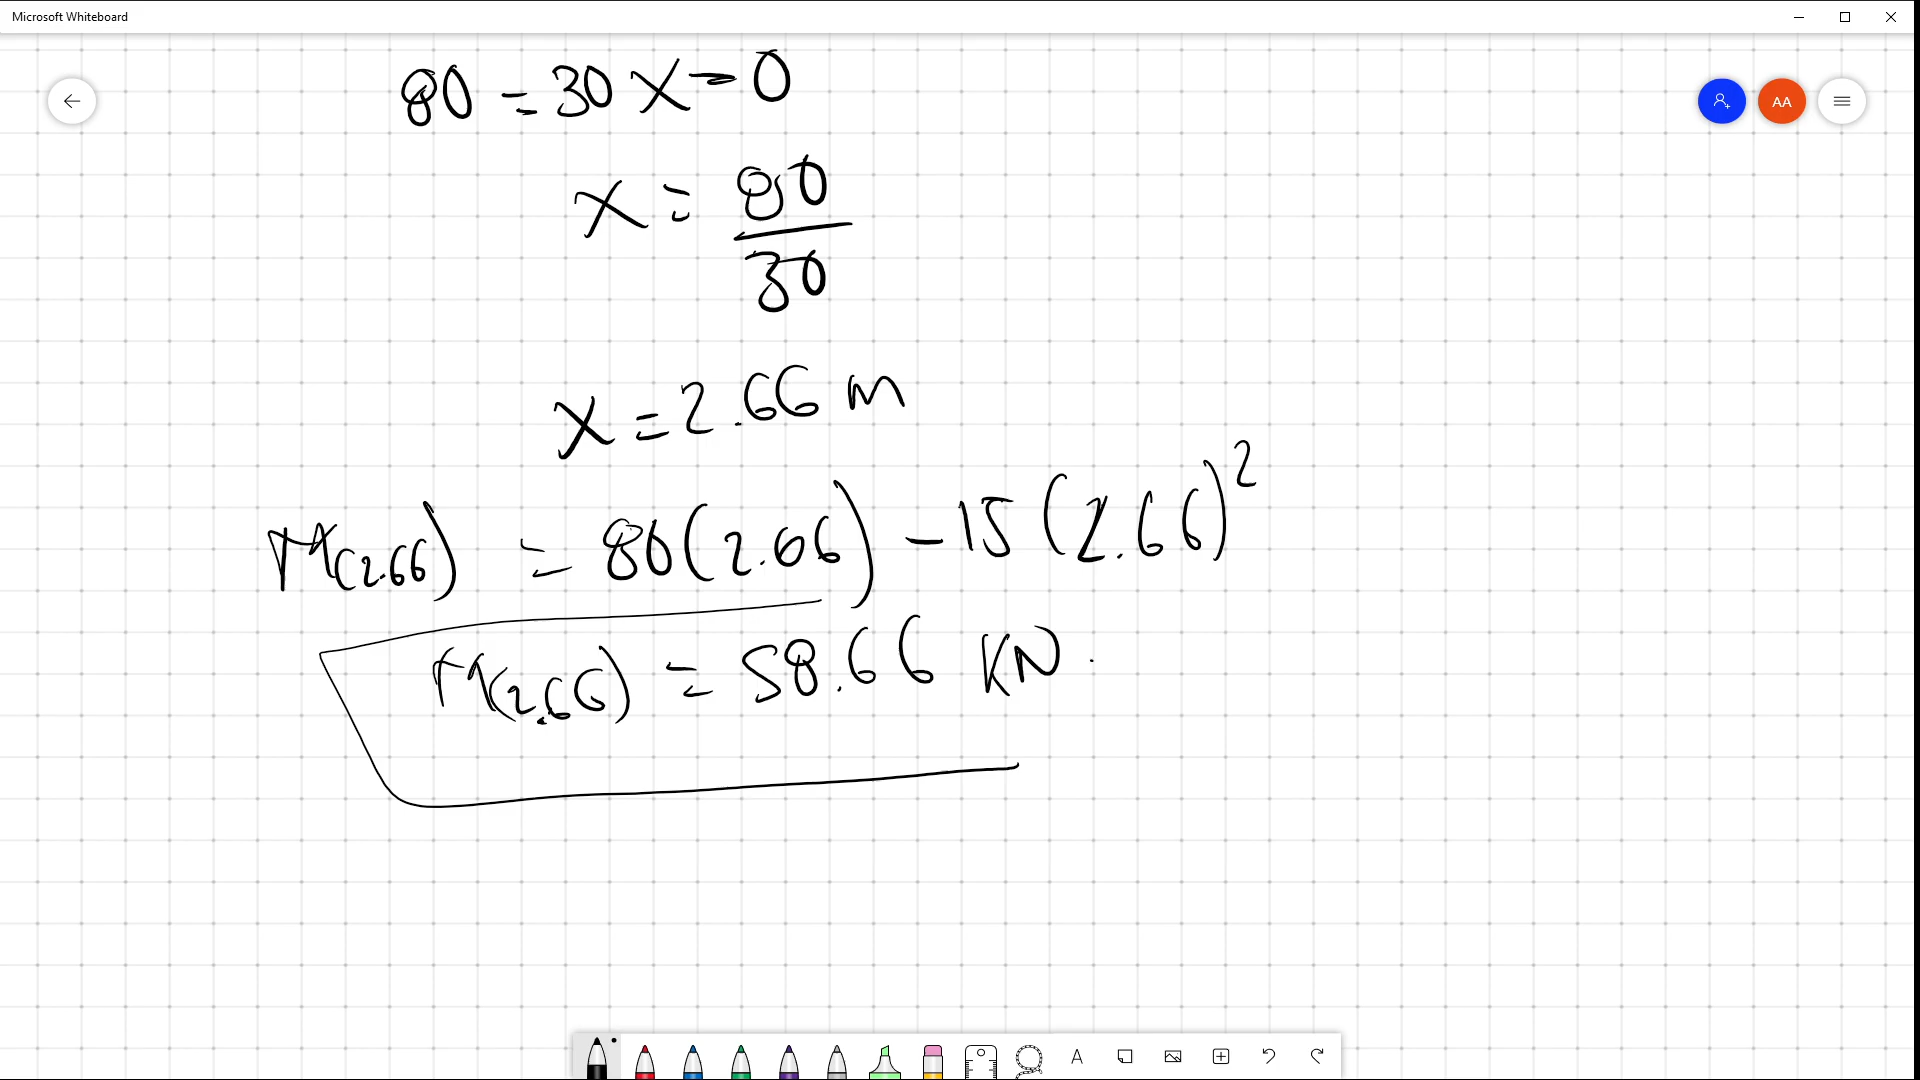 Microsoft Whiteboard
AA
80 = 30 x = 0
x = 80
30
x = 2.66 m
M(2.66) = 80(2.66) - 15(2.66)²
M(2.66) = 58.66 KN.
A